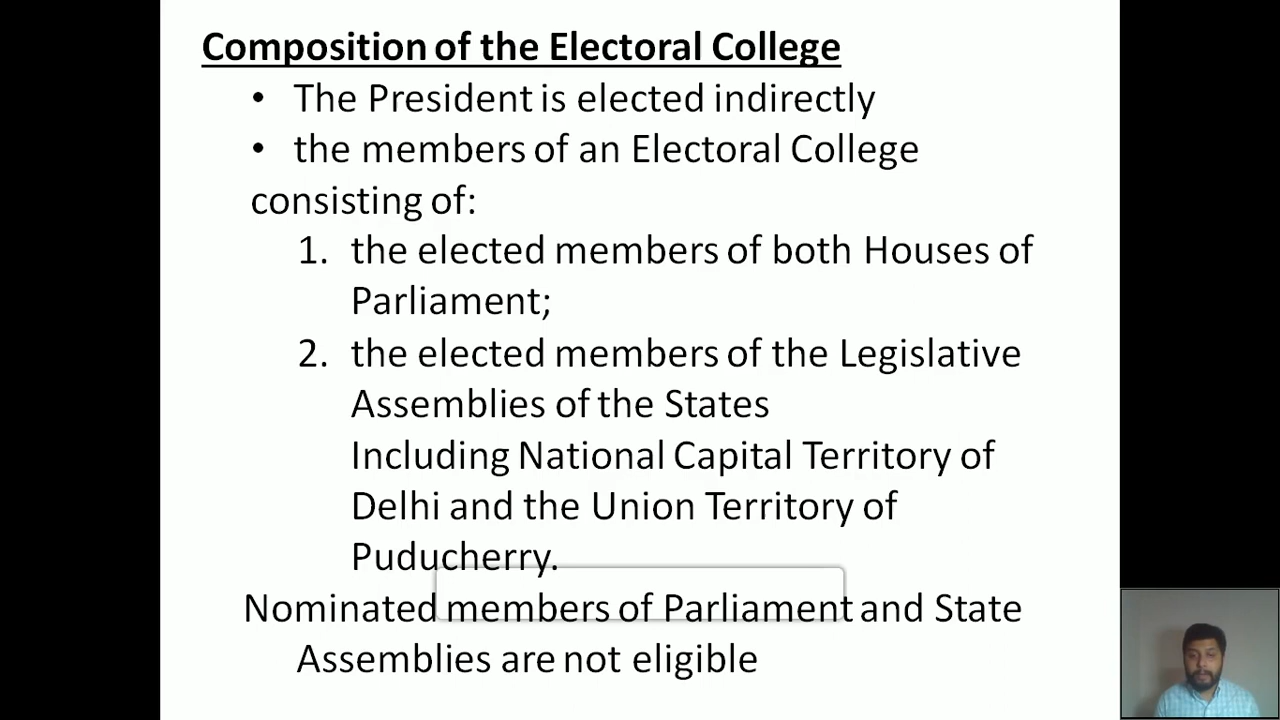 Composition of the Electoral College
• The President is elected indirectly
• the members of an Electoral College
consisting of:
1. the elected members of both Houses of
Parliament;
2. the elected members of the Legislative
Assemblies of the States
Including National Capital Territory of
Delhi and the Union Territory of
Puducherry.
Nominated members of Parliament and State
Assemblies are not eligible